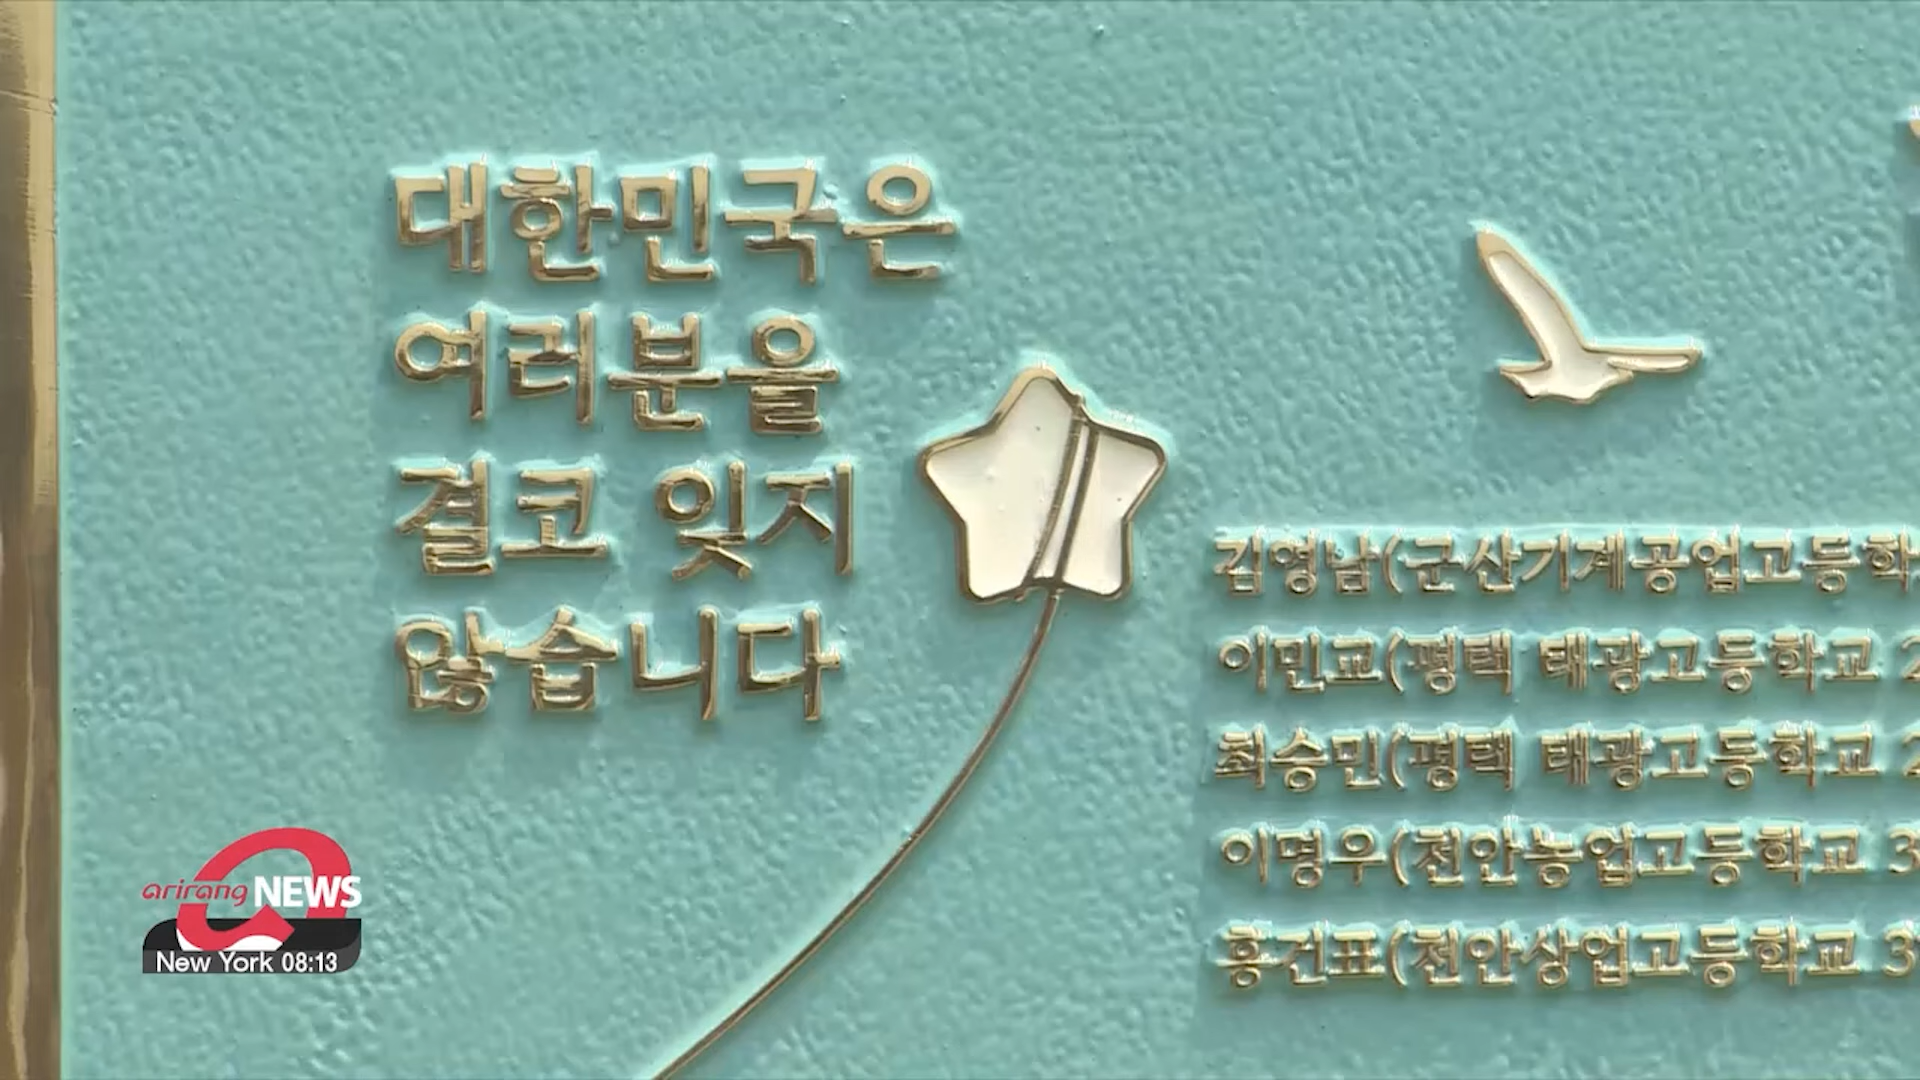 대한민국은
여러분을
결코 잊지
않습니다
김영남(군산기계공업고등학
이민교(평택 태광고등학교 2
최승민(평택 태광고등학교 2
이명우(천안농업고등학교 3
홍건표(천안상업고등학교 3
arirang NEWS
New York 08:13